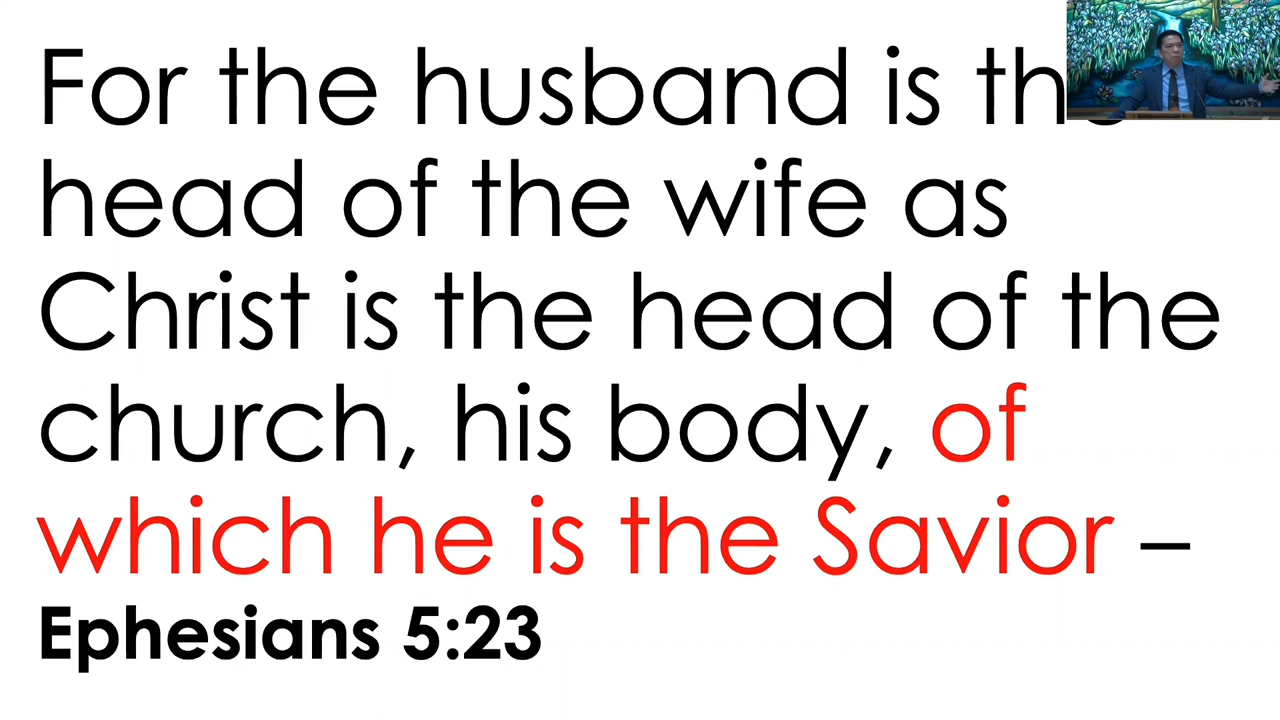 For the husband is the
head of the wife as
Christ is the head of the
church, his body, of
which he is the Savior –
Ephesians 5:23